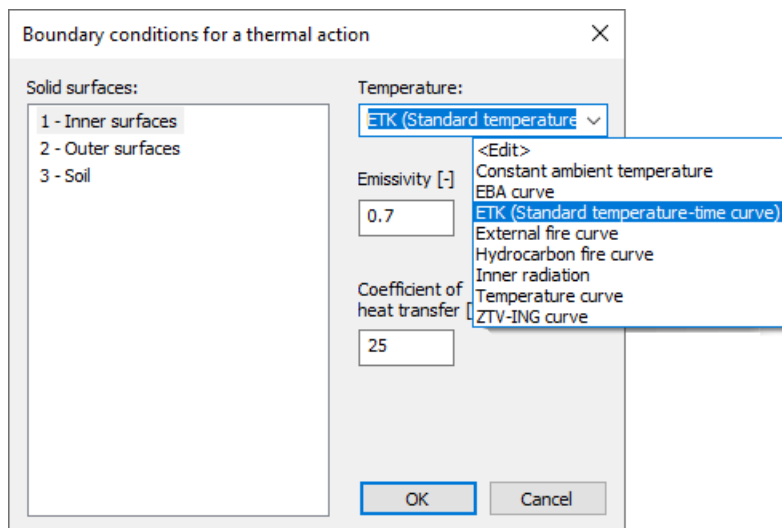 Boundary conditions for a thermal action
Solid surfaces:
1 - Inner surfaces
2 - Outer surfaces
3 - Soil
Temperature:
ETK (Standard temperature
<Edit>
Constant ambient temperature
EBA curve
ETK (Standard temperature-time curve)
External fire curve
Hydrocarbon fire curve
Inner radiation
Temperature curve
ZTV-ING curve
Emissivity [-]
0.7
Coefficient of
heat transfer [
25
OK
Cancel